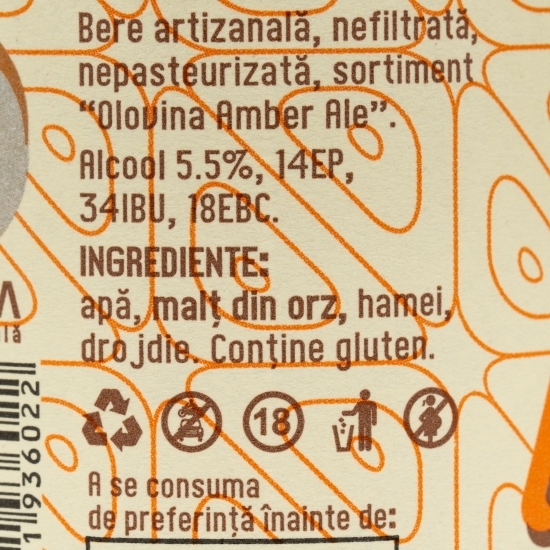 Bere artizanală, nefiltrată,
nepasteurizată, sortiment
“Olovina Amber Ale”.
Alcool 5.5%, 14EP,
34IBU, 18EBC.
INGREDIENTE:
apă, malț din orz, hamei,
drojdie. Conține gluten.
18
A se consuma
de preferință înainte de:
1936022